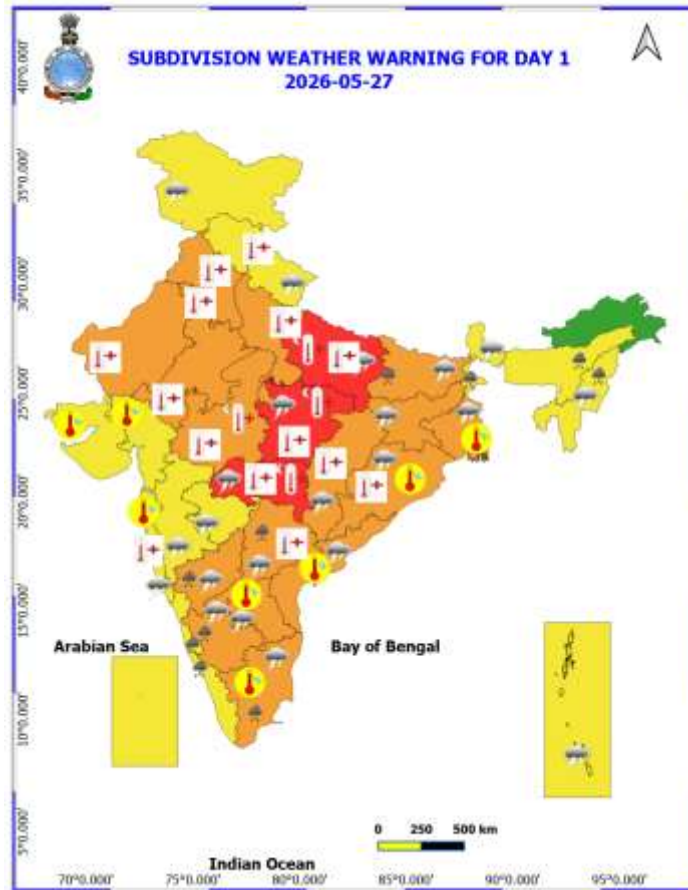 SUBDIVISION WEATHER WARNING FOR DAY 1
2026-05-27
40°0.000'
35°0.000'
30°0.000'
25°0.000'
20°0.000'
15°0.000'
10°0.000'
5°0.000'
Arabian Sea
Bay of Bengal
0 250 500 km
Indian Ocean
70°0.000' 75°0.000' 80°0.000' 85°0.000' 90°0.000' 95°0.000'